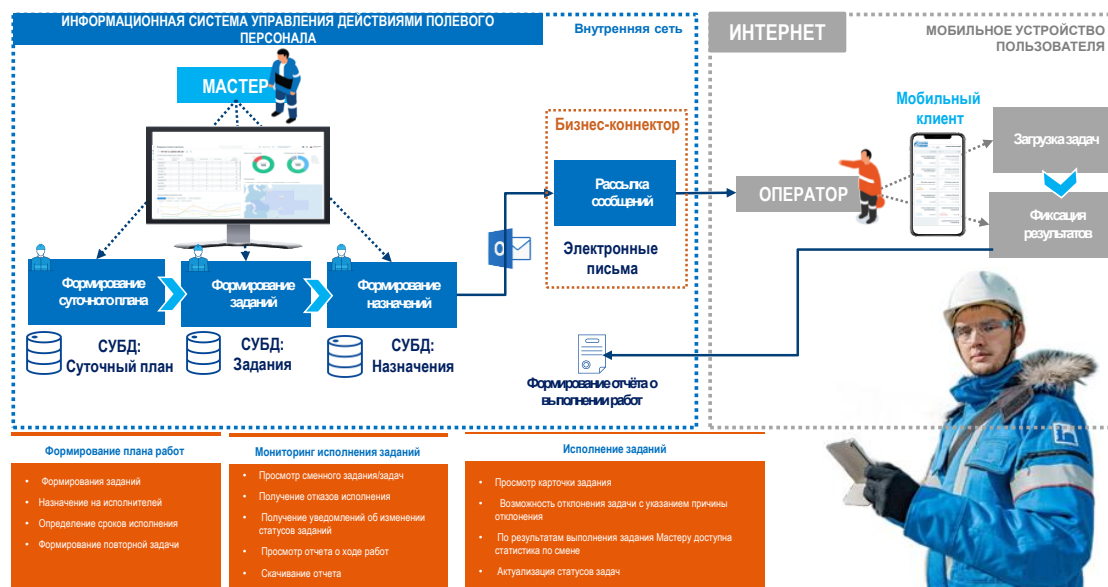 ИНФОРМАЦИОННАЯ СИСТЕМА УПРАВЛЕНИЯ ДЕЙСТВИЯМИ ПОЛЕВОГО
ПЕРСОНАЛА
Внутренняя сеть
ИНТЕРНЕТ
МОБИЛЬНОЕ УСТРОЙСТВО
ПОЛЬЗОВАТЕЛЯ
МАСТЕР
Бизнес-коннектор
Рассылка
сообщений
Электронные
письма
Мобильный
клиент
ОПЕРАТОР
Загрузка задач
Фиксация
результатов
Формирование
суточного плана
Формирование
заданий
Формирование
назначений
СУБД:
Суточный план
СУБД:
Задания
СУБД:
Назначения
Формирование отчёта о
выполнении работ
Формирование плана работ
• Формирования заданий
• Назначение на исполнителей
• Определение сроков исполнения
• Формирование повторной задачи
Мониторинг исполнения заданий
• Просмотр сменного задания/задач
• Получение отказов исполнения
• Получение уведомлений об изменении
статусов заданий
• Просмотр отчета о ходе работ
• Скачивание отчета
Исполнение заданий
• Просмотр карточки задания
• Возможность отклонения задачи с указанием причины
отклонения
• По результатам выполнения задания Мастеру доступна
статистика по смене
• Актуализация статусов задач